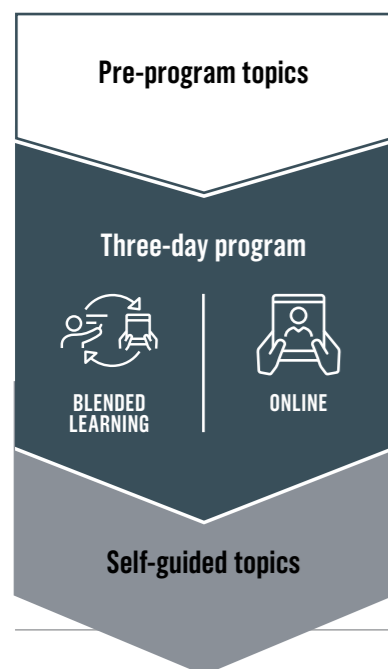 Pre-program topics
Three-day program
BLENDED
LEARNING
ONLINE
Self-guided topics